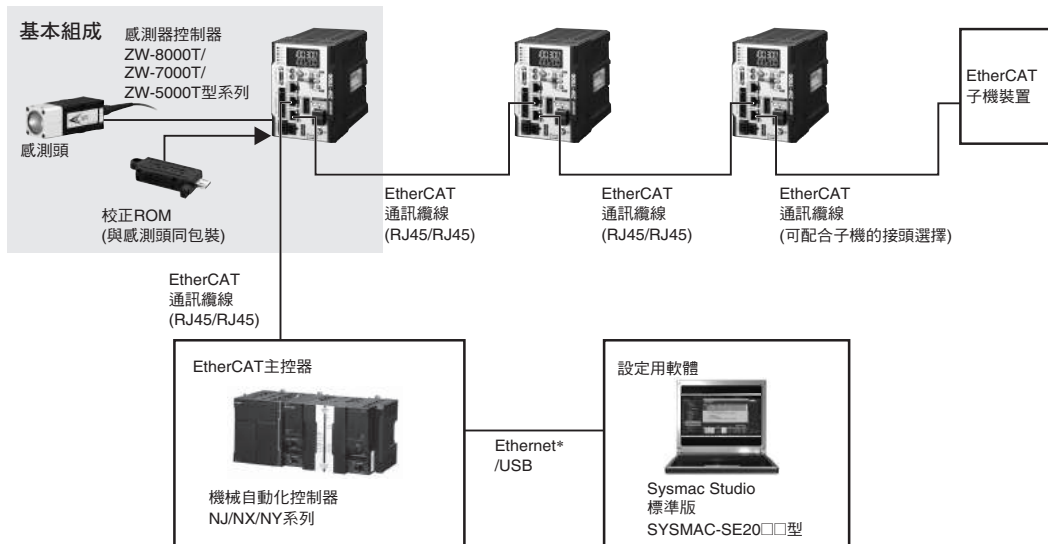 基本組成
感測器控制器
ZW-8000T/
ZW-7000T/
ZW-5000T型系列
感測頭
校正ROM
(與感測頭同包裝)
EtherCAT
通訊纜線
(RJ45/RJ45)
EtherCAT
通訊纜線
(RJ45/RJ45)
EtherCAT
通訊纜線
(可配合子機的接頭選擇)
EtherCAT
子機裝置
EtherCAT
通訊纜線
(RJ45/RJ45)
EtherCAT主控器
機械自動化控制器
NJ/NX/NY系列
Ethernet*
/USB
設定用軟體
Sysmac Studio
標準版
SYSMAC-SE20□□型